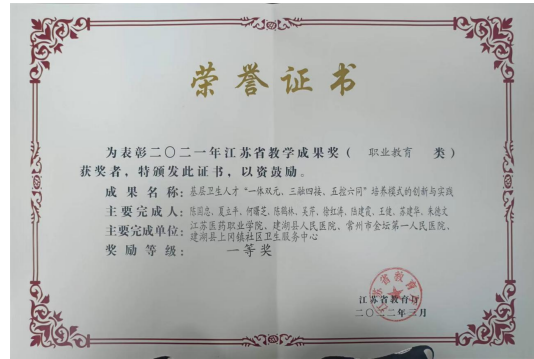 荣誉证书
为表彰二〇二一年江苏省教学成果奖（ 职业教育 类）
获奖者，特颁发此证书，以资鼓励。
成果名称：基层卫生人才“一体双元、三融四接、五控六同”培养模式的创新与实践
主要完成人：陈国忠、夏立平、何曙芝、陈鹤林、吴芹、徐红涛、陆建霞、王健、苏建华、朱德文
主要完成单位：江苏医药职业学院、建湖县人民医院、常州市金坛第一人民医院、
建湖县上冈镇社区卫生服务中心
奖励等级：一等奖
江苏省教育厅
二〇二二年三月